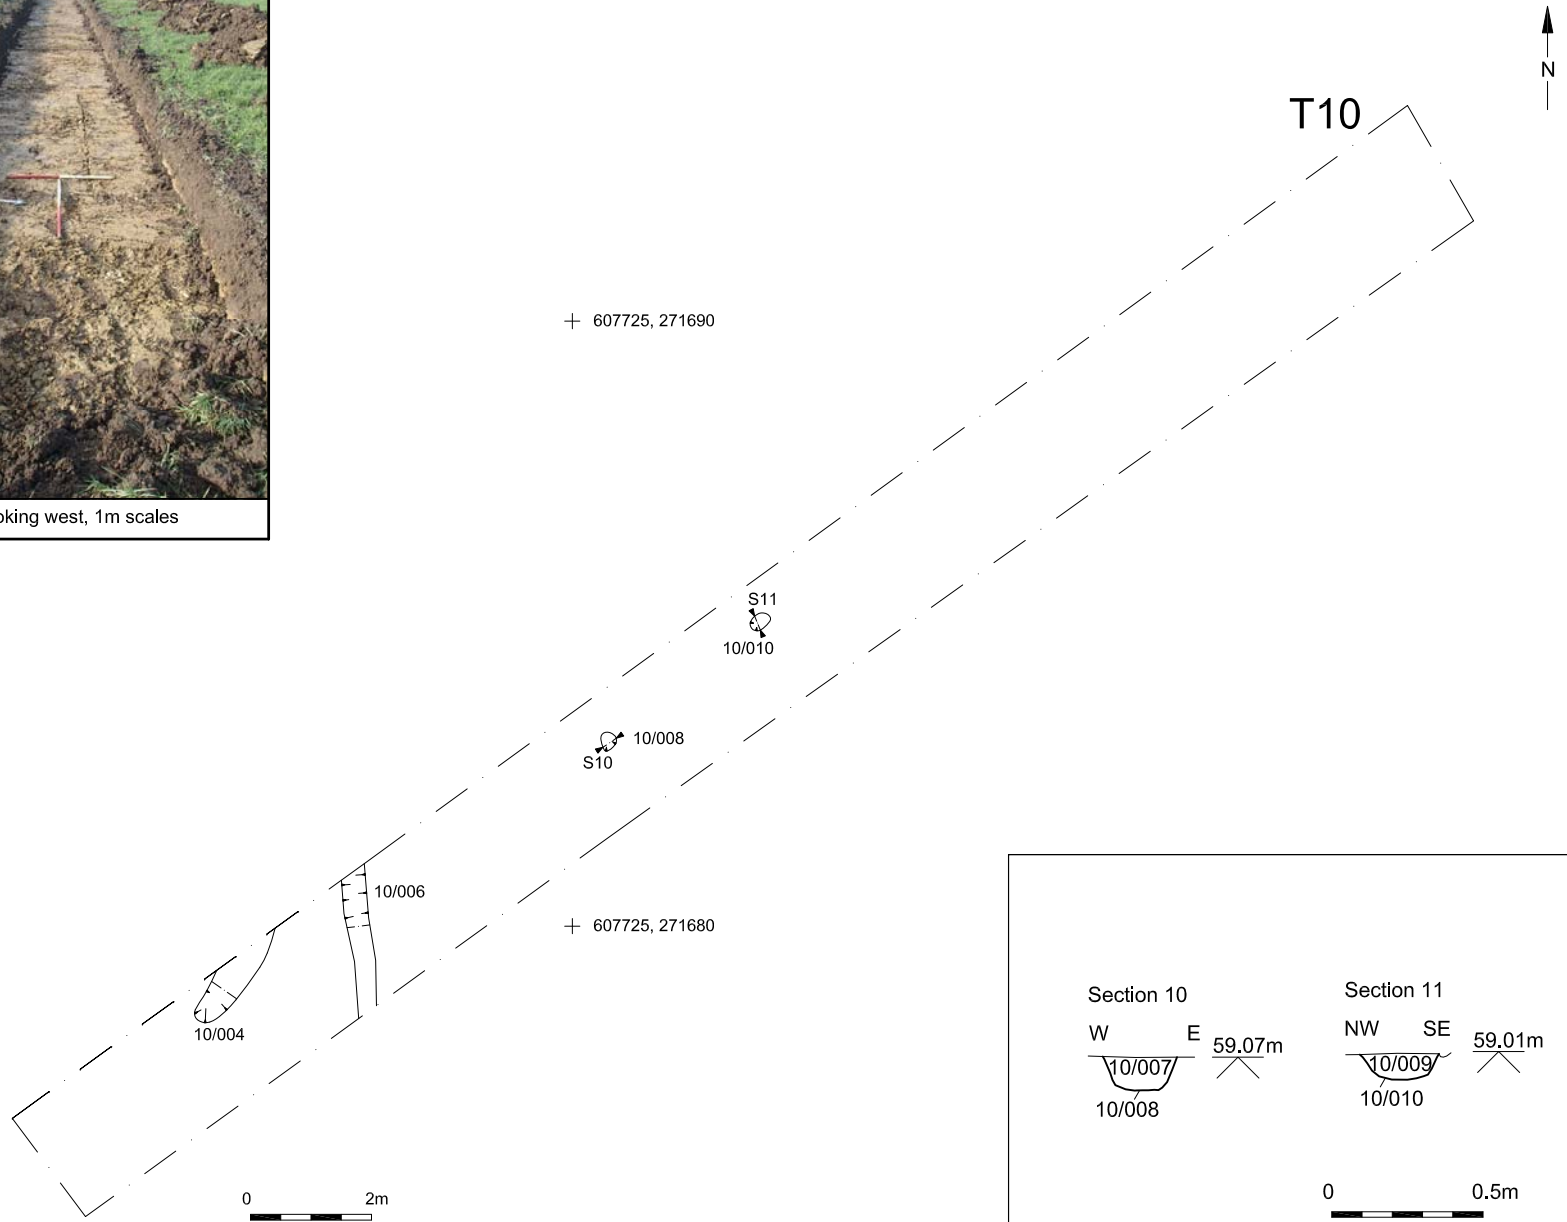 oking west, 1m scales
T10
N
607725, 271690
S11
10/010
10/008
S10
10/006
607725, 271680
10/004
0 2m
Section 10
W E 59.07m
10/007
10/008
Section 11
NW SE 59.01m
10/009
10/010
0 0.5m